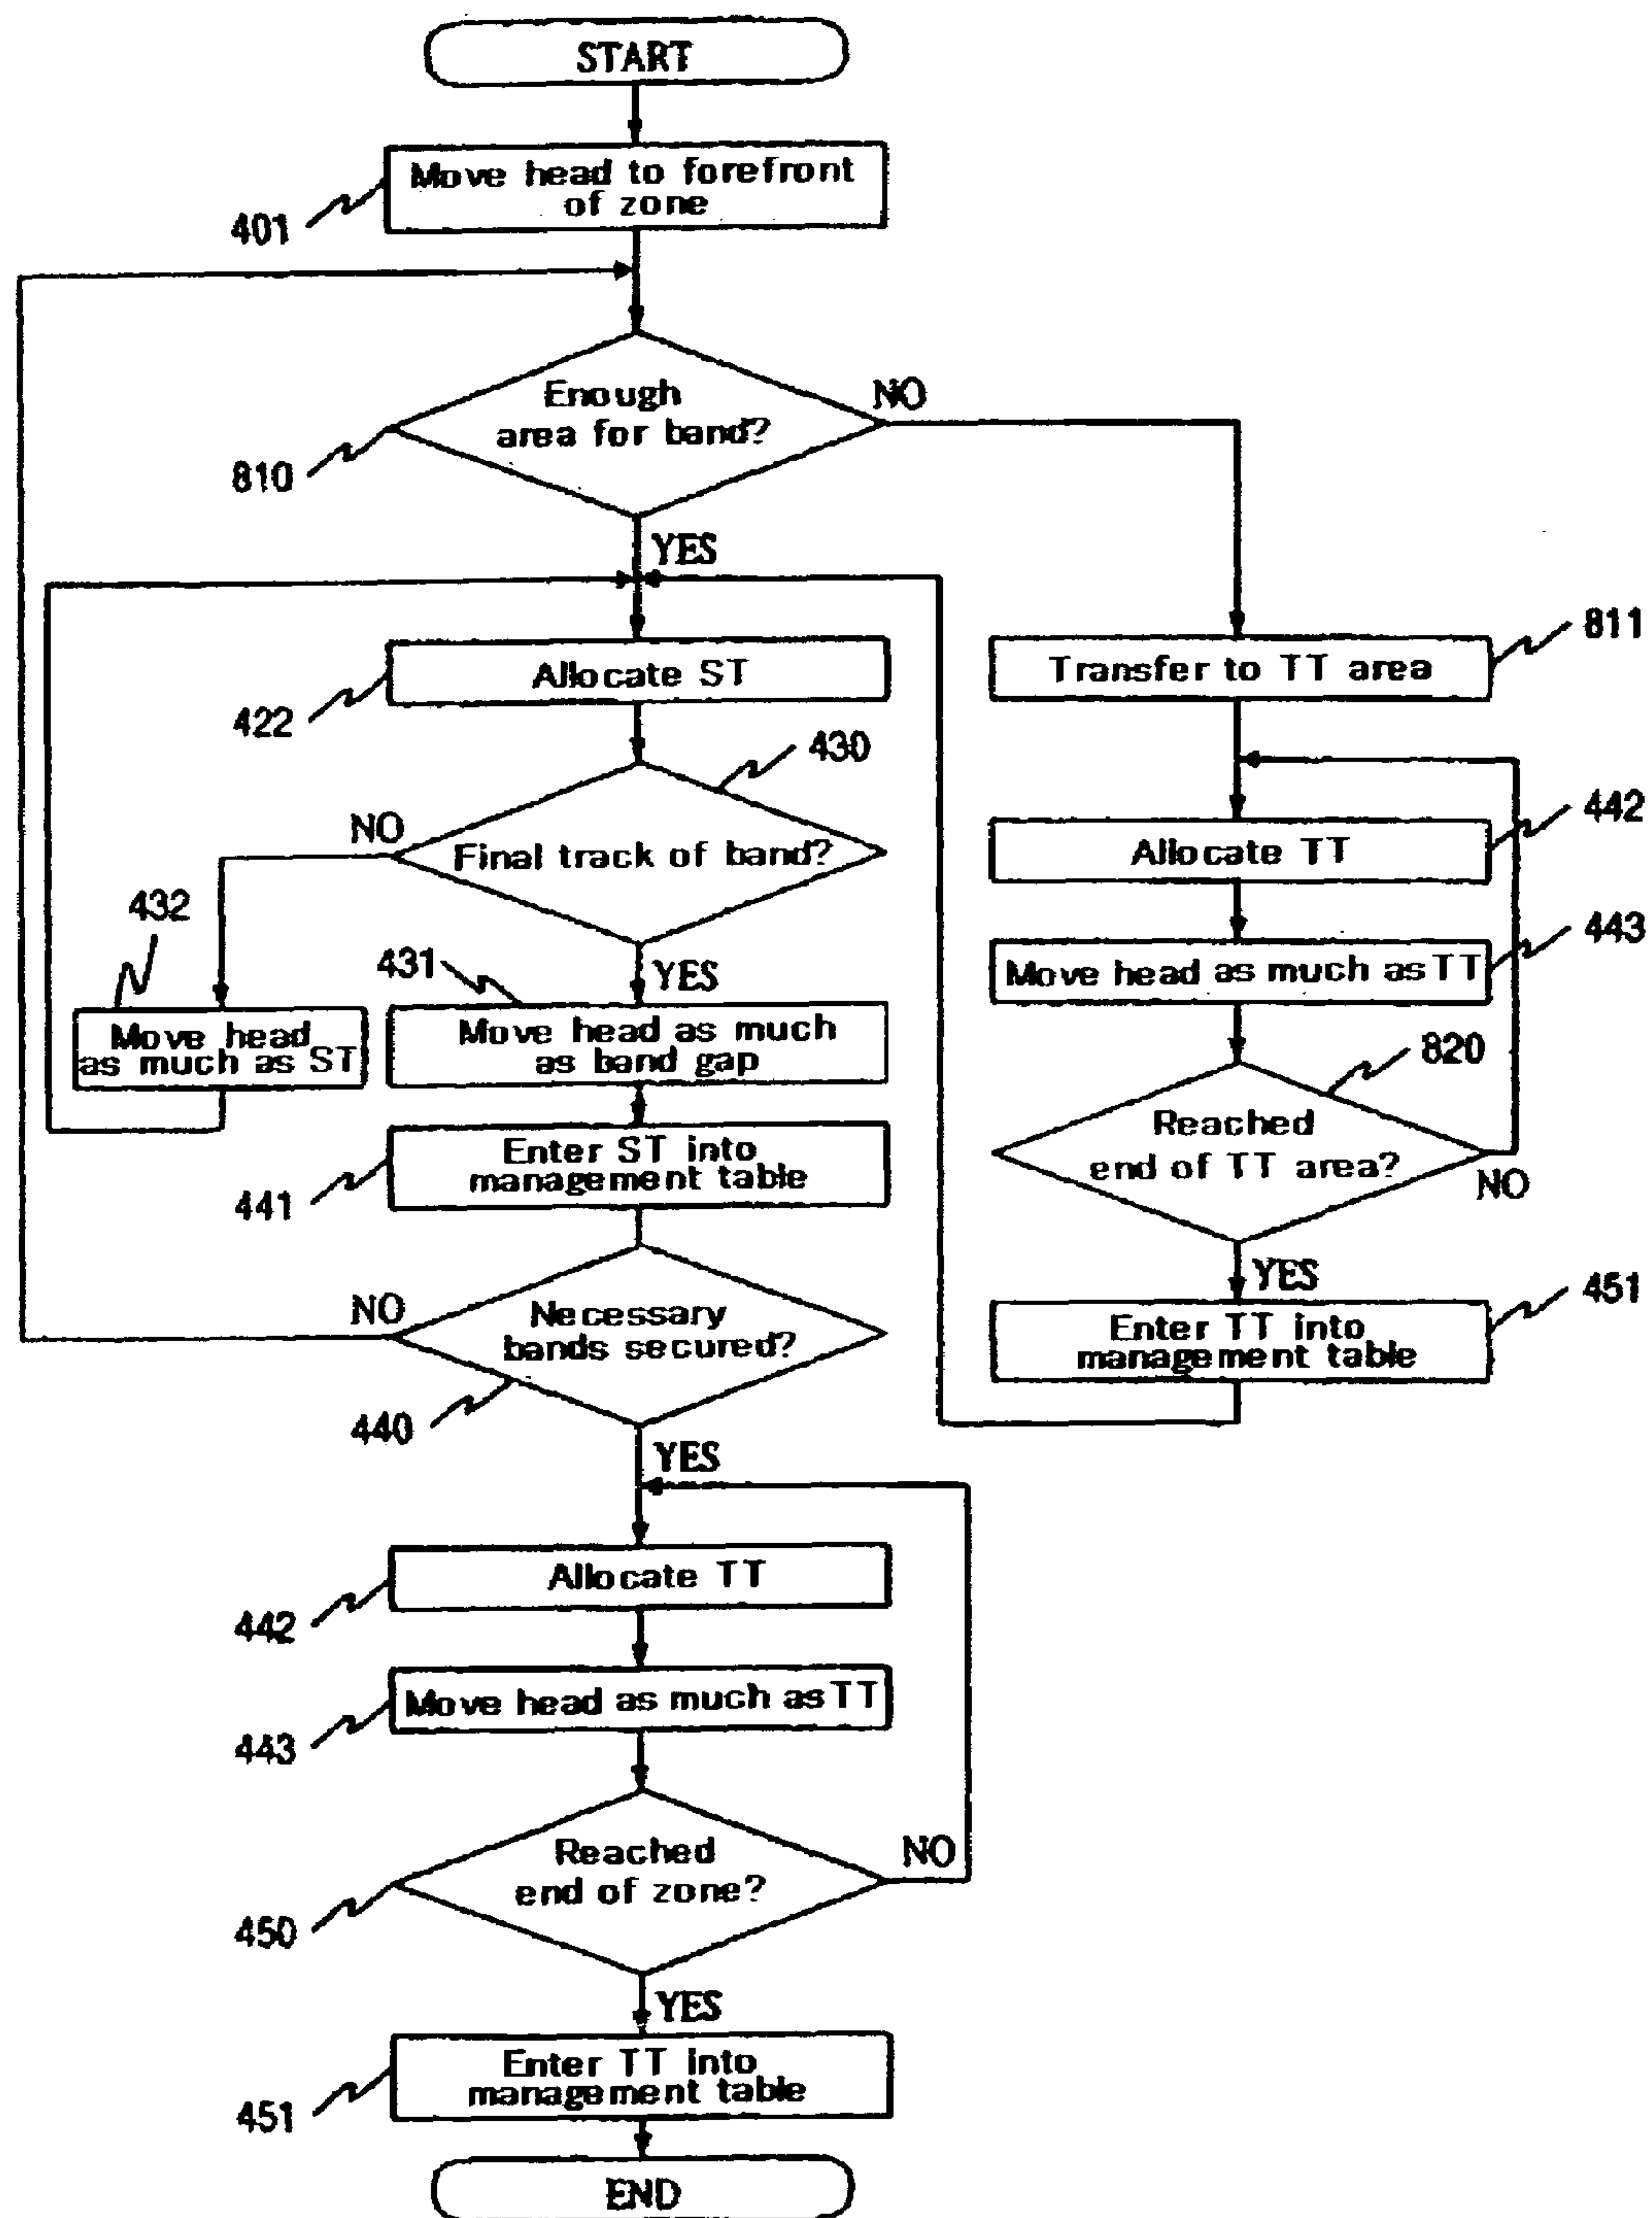 START
Move head to forefront
of zone
401
Enough
area for band?
NO
810
YES
Allocate ST
422
Transfer to TT area
811
430
Final track of band?
NO
Allocate TT
442
432
431
YES
Move head as much as TT
443
Move head
as much as ST
Move head as much
as band gap
820
Reached
end of TT area?
NO
Enter ST into
management table
441
YES
451
Enter TT into
management table
NO
Necessary
bands secured?
440
YES
Allocate TT
442
Move head as much as TT
443
Reached
end of zone?
NO
450
YES
Enter TT into
management table
451
END